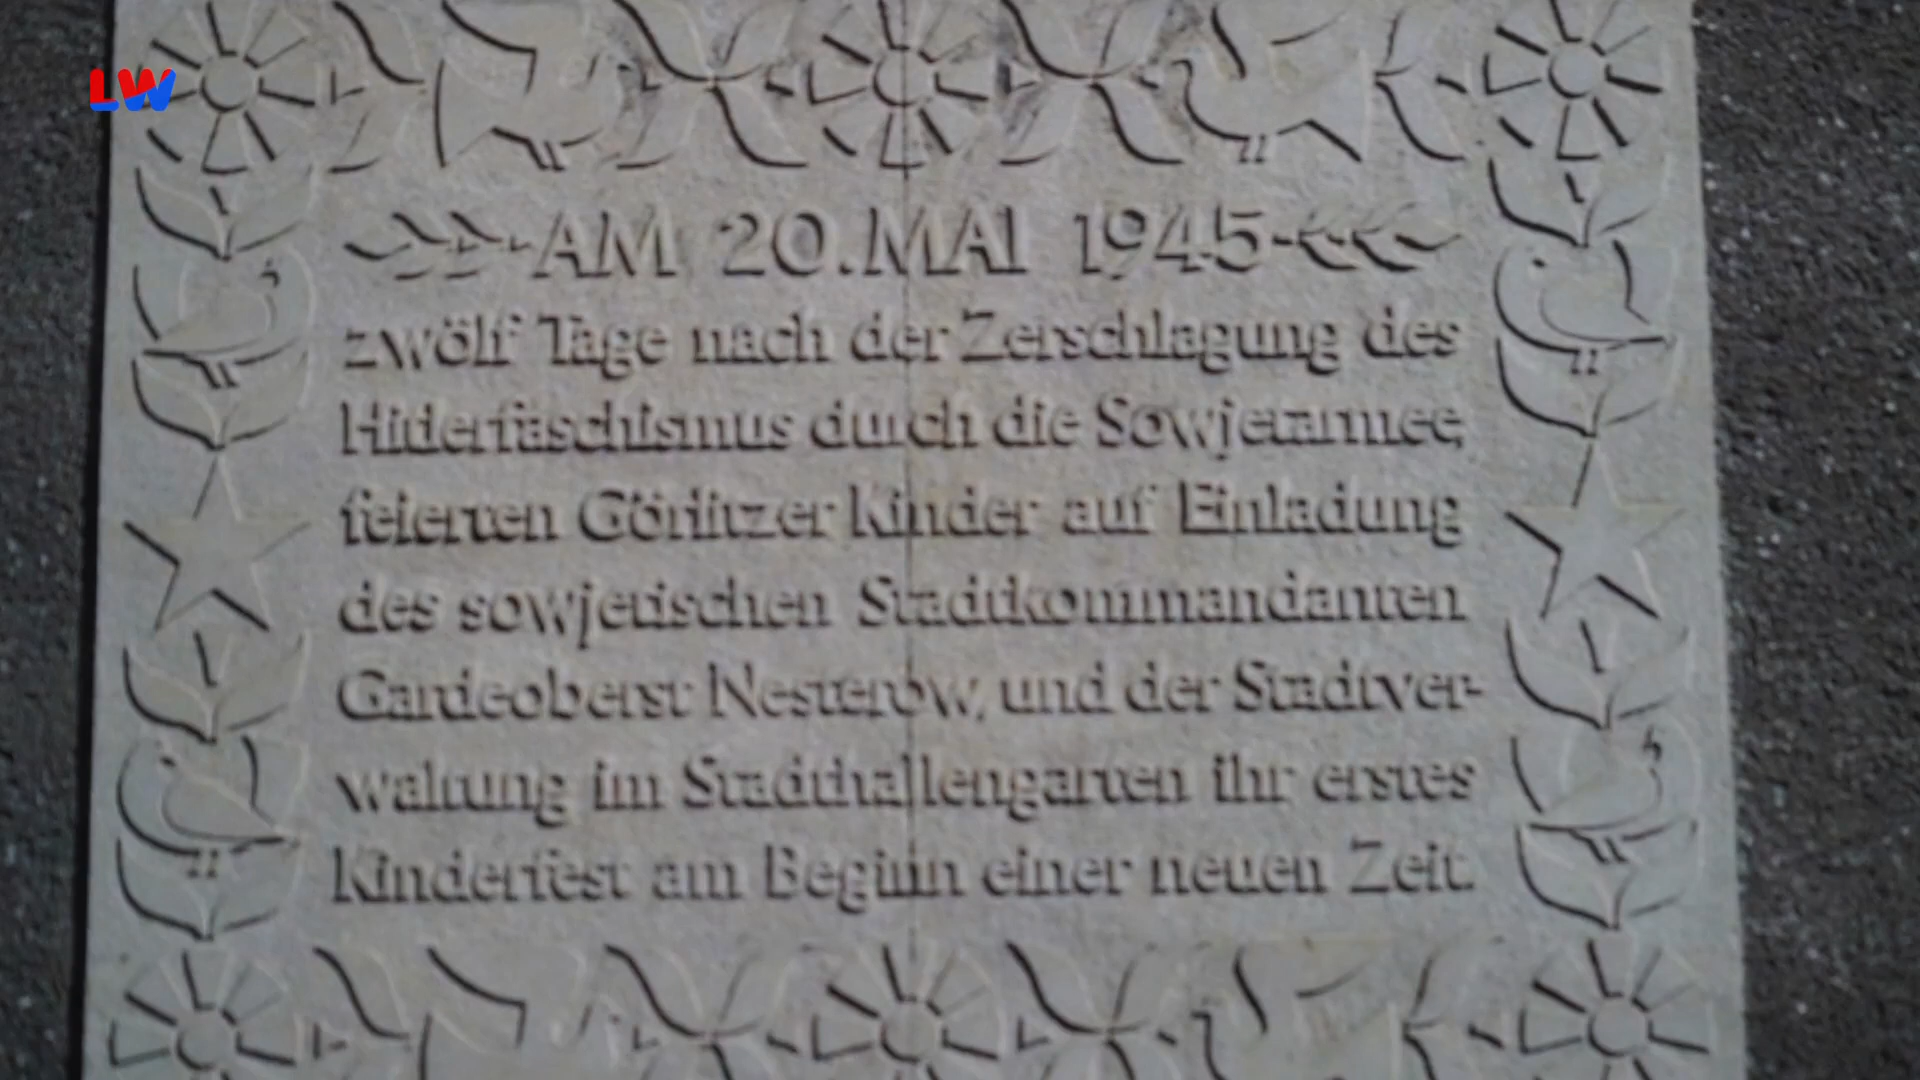 LW
AM 20. MAI 1945
zwölf Tage nach der Zerschlagung des
Hitlerfaschismus durch die Sowjetarmee,
feierten Görlitzer Kinder auf Einladung
des sowjetischen Stadtkommandanten
Gardeoberst Nesterow, und der Stadtver-
waltung im Stadthallengarten ihr erstes
Kinderfest am Beginn einer neuen Zeit.